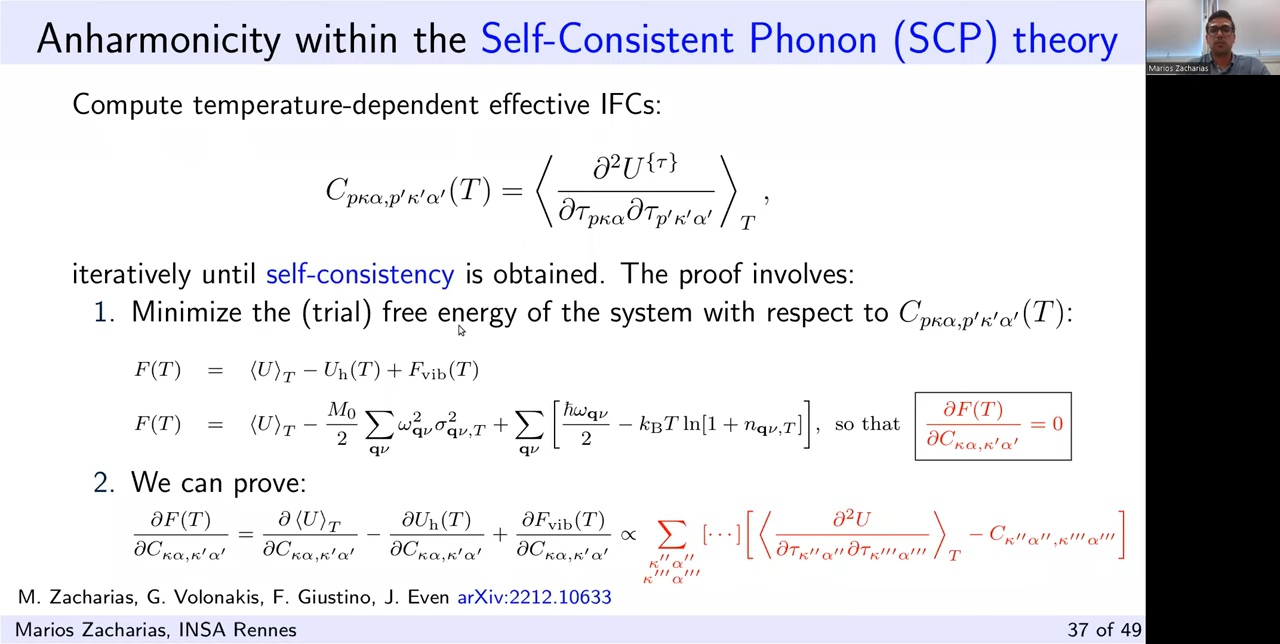 Anharmonicity within the Self-Consistent Phonon (SCP) theory
Marios Zacharias
Compute temperature-dependent effective IFCs:
C_{pκα,p′κ′α′}(T) = ⟨ ∂²U^{{τ}} / ∂τ_{pκα}∂τ_{p′κ′α′} ⟩_T ,
iteratively until self-consistency is obtained. The proof involves:
1. Minimize the (trial) free energy of the system with respect to C_{pκα,p′κ′α′}(T):
F(T) = ⟨U⟩_T − U_h(T) + F_vib(T)
F(T) = ⟨U⟩_T − M₀/2 ∑_{qν} ω²_{qν}σ²_{qν,T} + ∑_{qν} [ ħω_{qν}/2 − k_B T ln[1 + n_{qν,T}] ], so that ∂F(T)/∂C_{κα,κ′α′} = 0
2. We can prove:
∂F(T)/∂C_{κα,κ′α′} = ∂⟨U⟩_T/∂C_{κα,κ′α′} − ∂U_h(T)/∂C_{κα,κ′α′} + ∂F_vib(T)/∂C_{κα,κ′α′} ∝ ∑_{κ″α″ κ‴α‴} [⋯] [ ⟨ ∂²U / ∂τ_{κ″α″}∂τ_{κ‴α‴} ⟩_T − C_{κ″α″,κ‴α‴} ]
M. Zacharias, G. Volonakis, F. Giustino, J. Even arXiv:2212.10633
Marios Zacharias, INSA Rennes
37 of 49